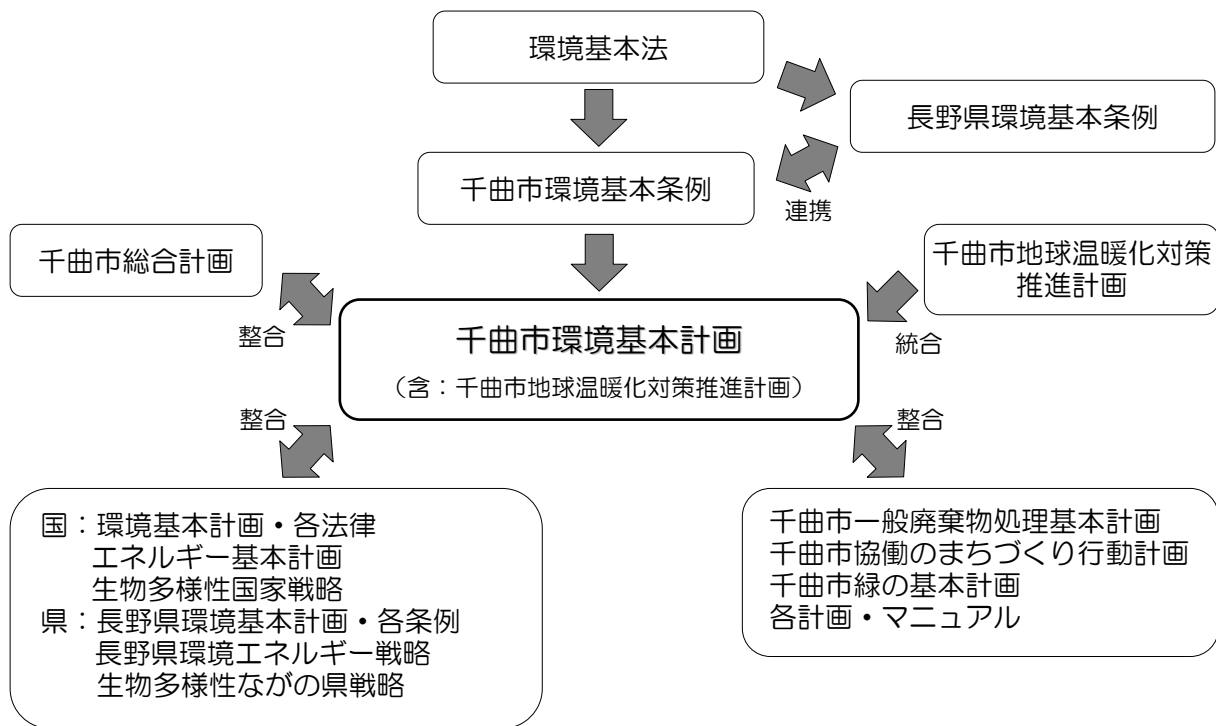 環境基本法
長野県環境基本条例
千曲市環境基本条例
連携
千曲市総合計画
千曲市地球温暖化対策
推進計画
整合
統合
千曲市環境基本計画
（含：千曲市地球温暖化対策推進計画）
整合
整合
国：環境基本計画・各法律
エネルギー基本計画
生物多様性国家戦略
県：長野県環境基本計画・各条例
長野県環境エネルギー戦略
生物多様性ながの県戦略
千曲市一般廃棄物処理基本計画
千曲市協働のまちづくり行動計画
千曲市緑の基本計画
各計画・マニュアル